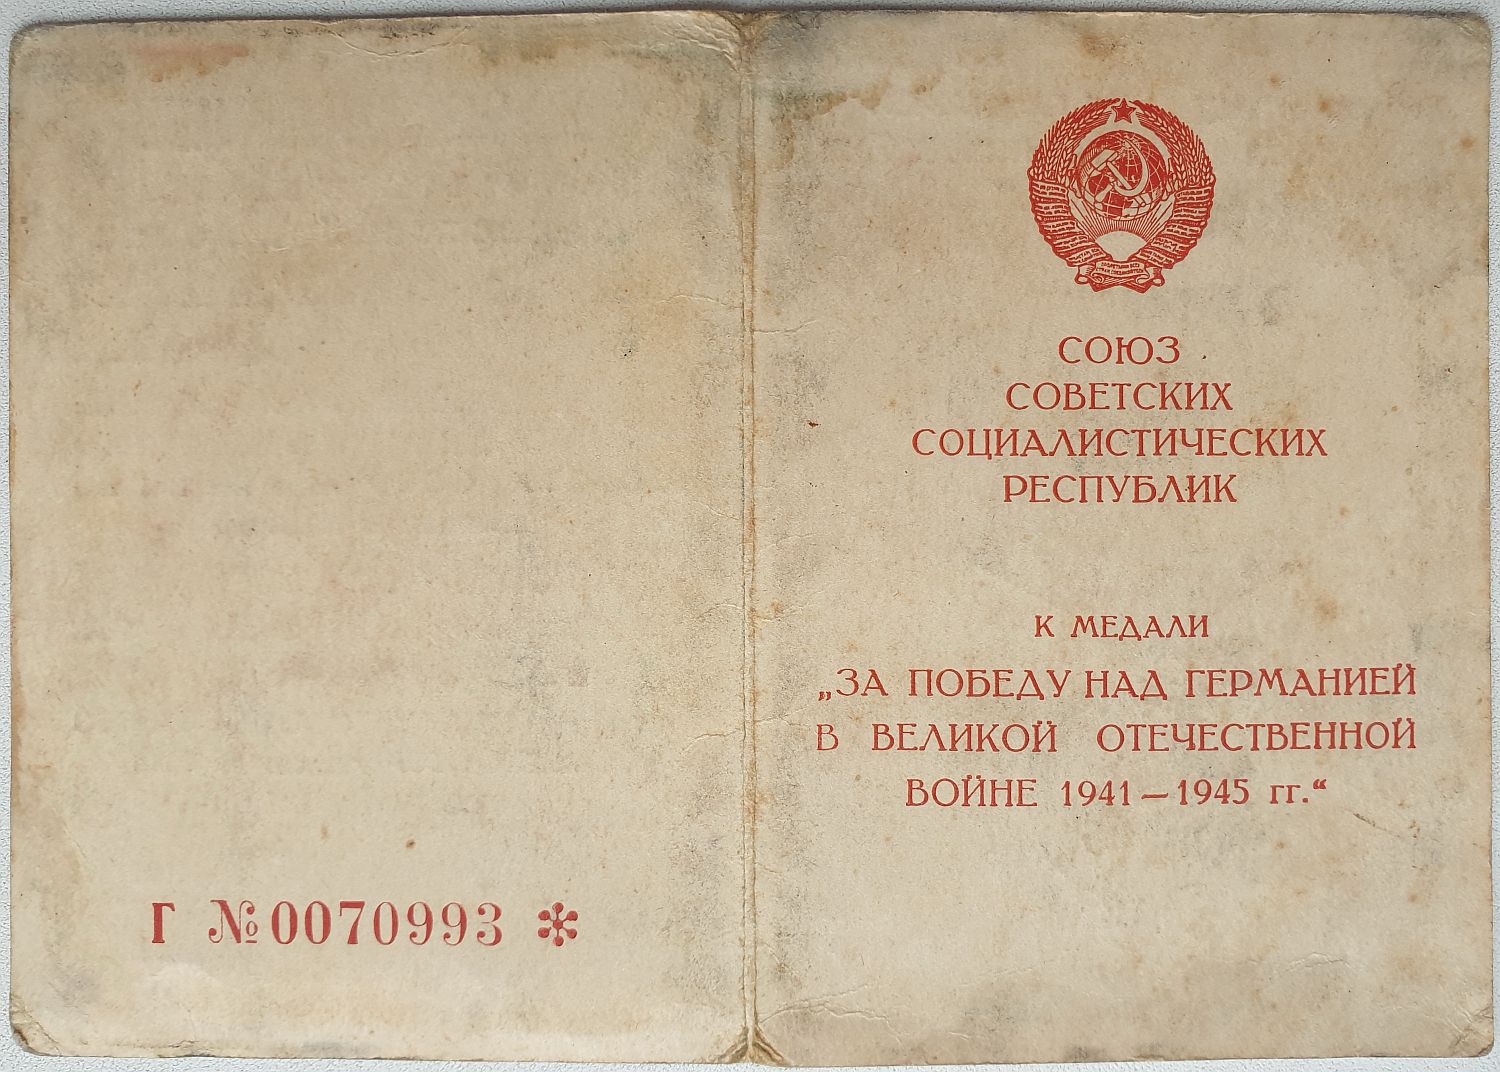 Г №0070993 *
СОЮЗ
СОВЕТСКИХ
СОЦИАЛИСТИЧЕСКИХ
РЕСПУБЛИК
К МЕДАЛИ
„ЗА ПОБЕДУ НАД ГЕРМАНИЕЙ
В ВЕЛИКОЙ ОТЕЧЕСТВЕННОЙ
ВОЙНЕ 1941—1945 гг.“